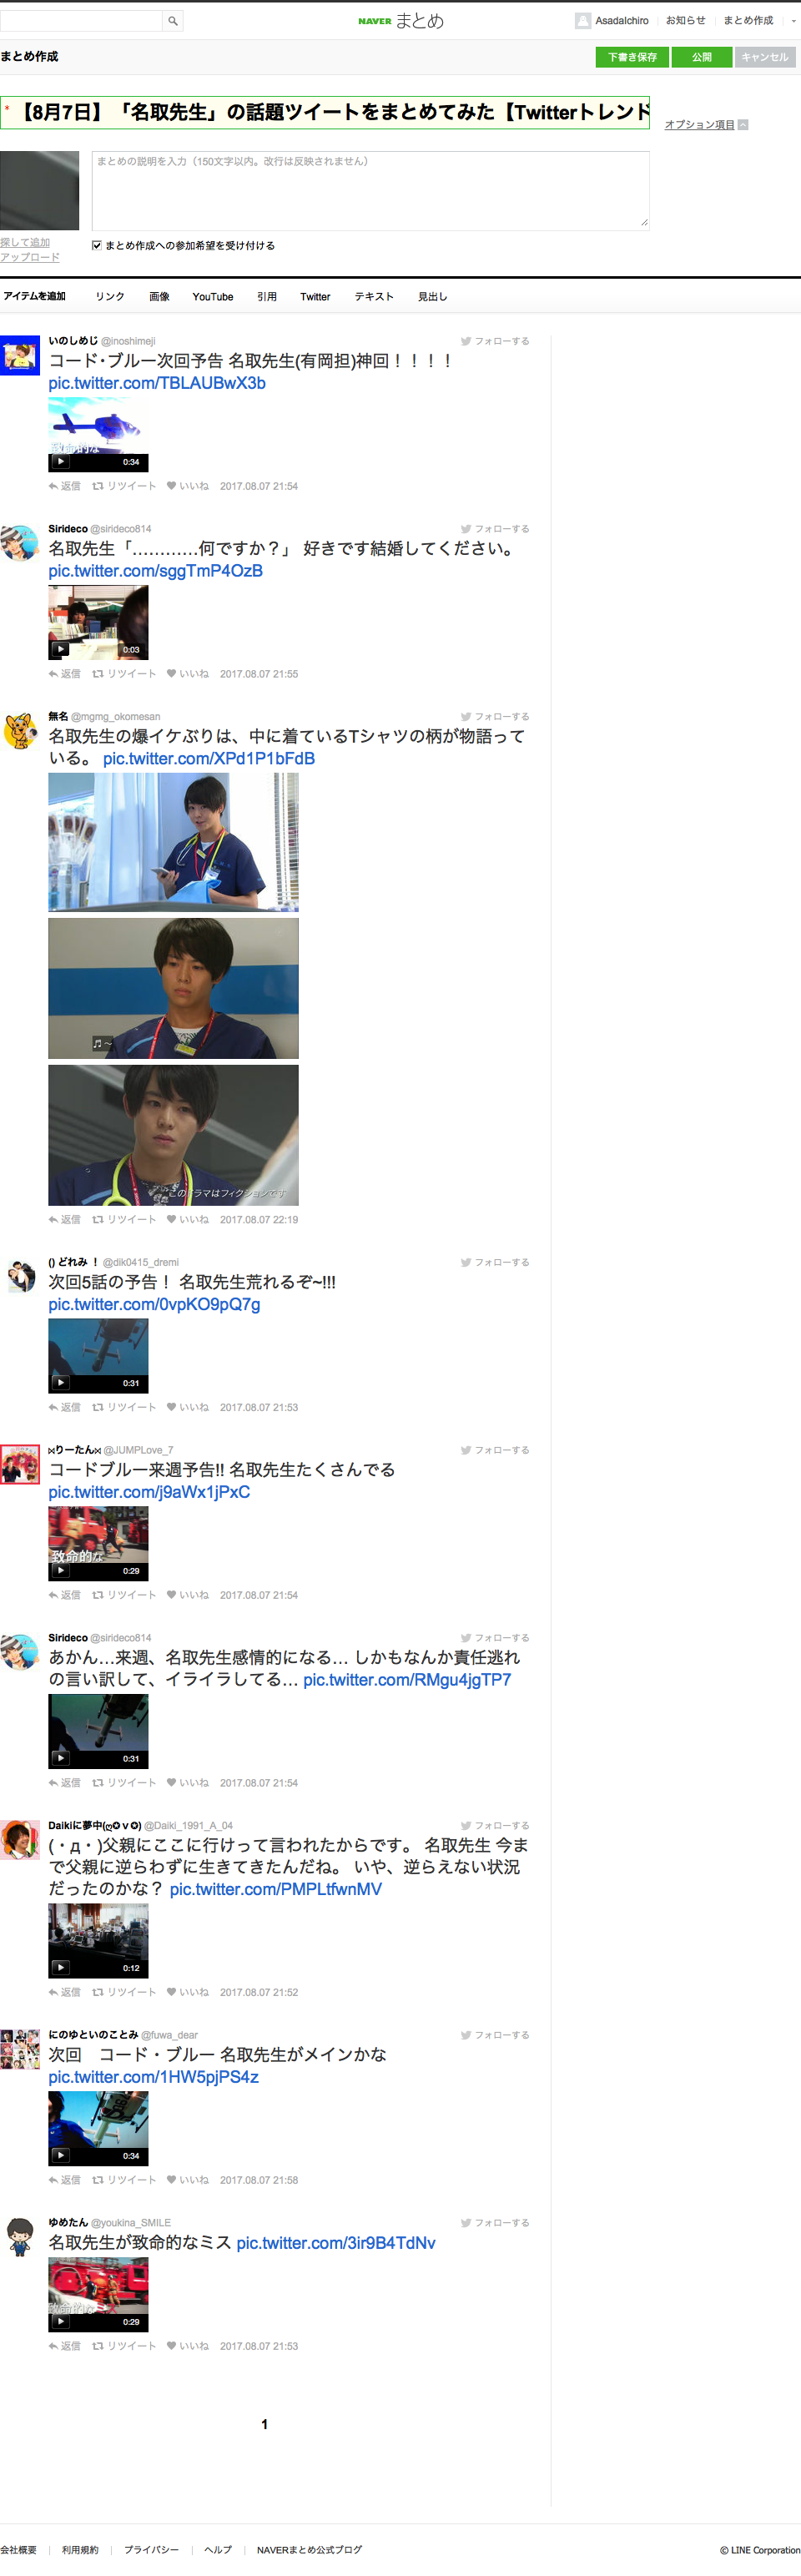 NAVER まとめ
AsadaIchiro お知らせ まとめ作成
まとめ作成
下書き保存 公開 キャンセル
* 【8月7日】「名取先生」の話題ツイートをまとめてみた【Twitterトレンド
オプション項目
まとめの説明を入力（150文字以内。改行は反映されません）
探して追加
アップロード
まとめ作成への参加希望を受け付ける
アイテムを追加 リンク 画像 YouTube 引用 Twitter テキスト 見出し
いのしめじ @inoshimeji フォローする
コード･ブルー次回予告 名取先生(有岡担)神回！！！！
pic.twitter.com/TBLAUBwX3b
致命的な
0:34
返信 リツイート いいね 2017.08.07 21:54
Sirideco @sirideco814 フォローする
名取先生「…………何ですか？」 好きです結婚してください。
pic.twitter.com/sggTmP4OzB
0:03
返信 リツイート いいね 2017.08.07 21:55
無名 @mgmg_okomesan フォローする
名取先生の爆イケぶりは、中に着ているTシャツの柄が物語って
いる。 pic.twitter.com/XPd1P1bFdB
♬～
このドラマはフィクションです
返信 リツイート いいね 2017.08.07 22:19
() どれみ ！ @dik0415_dremi フォローする
次回5話の予告！ 名取先生荒れるぞ~!!!
pic.twitter.com/0vpKO9pQ7g
0:31
返信 リツイート いいね 2017.08.07 21:53
りーたん @JUMPLove_7 フォローする
コードブルー来週予告!! 名取先生たくさんでる
pic.twitter.com/j9aWx1jPxC
致命的な
0:29
返信 リツイート いいね 2017.08.07 21:54
Sirideco @sirideco814 フォローする
あかん…来週、名取先生感情的になる… しかもなんか責任逃れ
の言い訳して、イライラしてる… pic.twitter.com/RMgu4jgTP7
0:31
返信 リツイート いいね 2017.08.07 21:54
Daikiに夢中(ღ✪ｖ✪) @Daiki_1991_A_04 フォローする
(・д・)父親にここに行けって言われたからです。 名取先生 今ま
で父親に逆らわずに生きてきたんだね。 いや、逆らえない状況
だったのかな？ pic.twitter.com/PMPLtfwnMV
0:12
返信 リツイート いいね 2017.08.07 21:52
にのゆといのことみ @fuwa_dear フォローする
次回　コード・ブルー 名取先生がメインかな
pic.twitter.com/1HW5pjPS4z
0:34
返信 リツイート いいね 2017.08.07 21:58
ゆめたん @youkina_SMILE フォローする
名取先生が致命的なミス pic.twitter.com/3ir9B4TdNv
致命的なミス
0:29
返信 リツイート いいね 2017.08.07 21:53
1
会社概要 | 利用規約 | プライバシー | ヘルプ | NAVERまとめ公式ブログ
© LINE Corporation